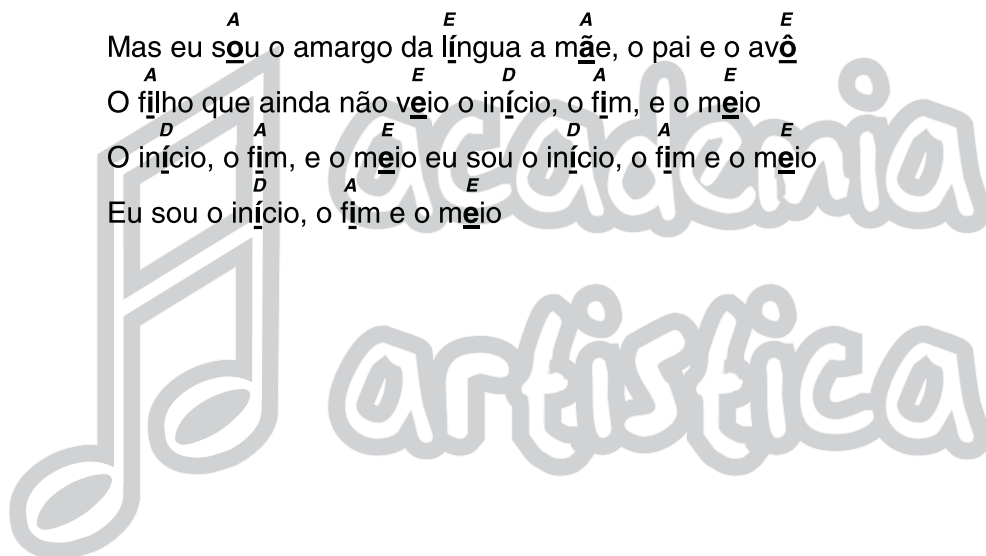 A E A E
Mas eu sou o amargo da língua a mãe, o pai e o avô
A E D A E
O filho que ainda não veio o início, o fim, e o meio
D A E D A E
O início, o fim, e o meio eu sou o início, o fim e o meio
D A E
Eu sou o início, o fim e o meio
academia
artistica